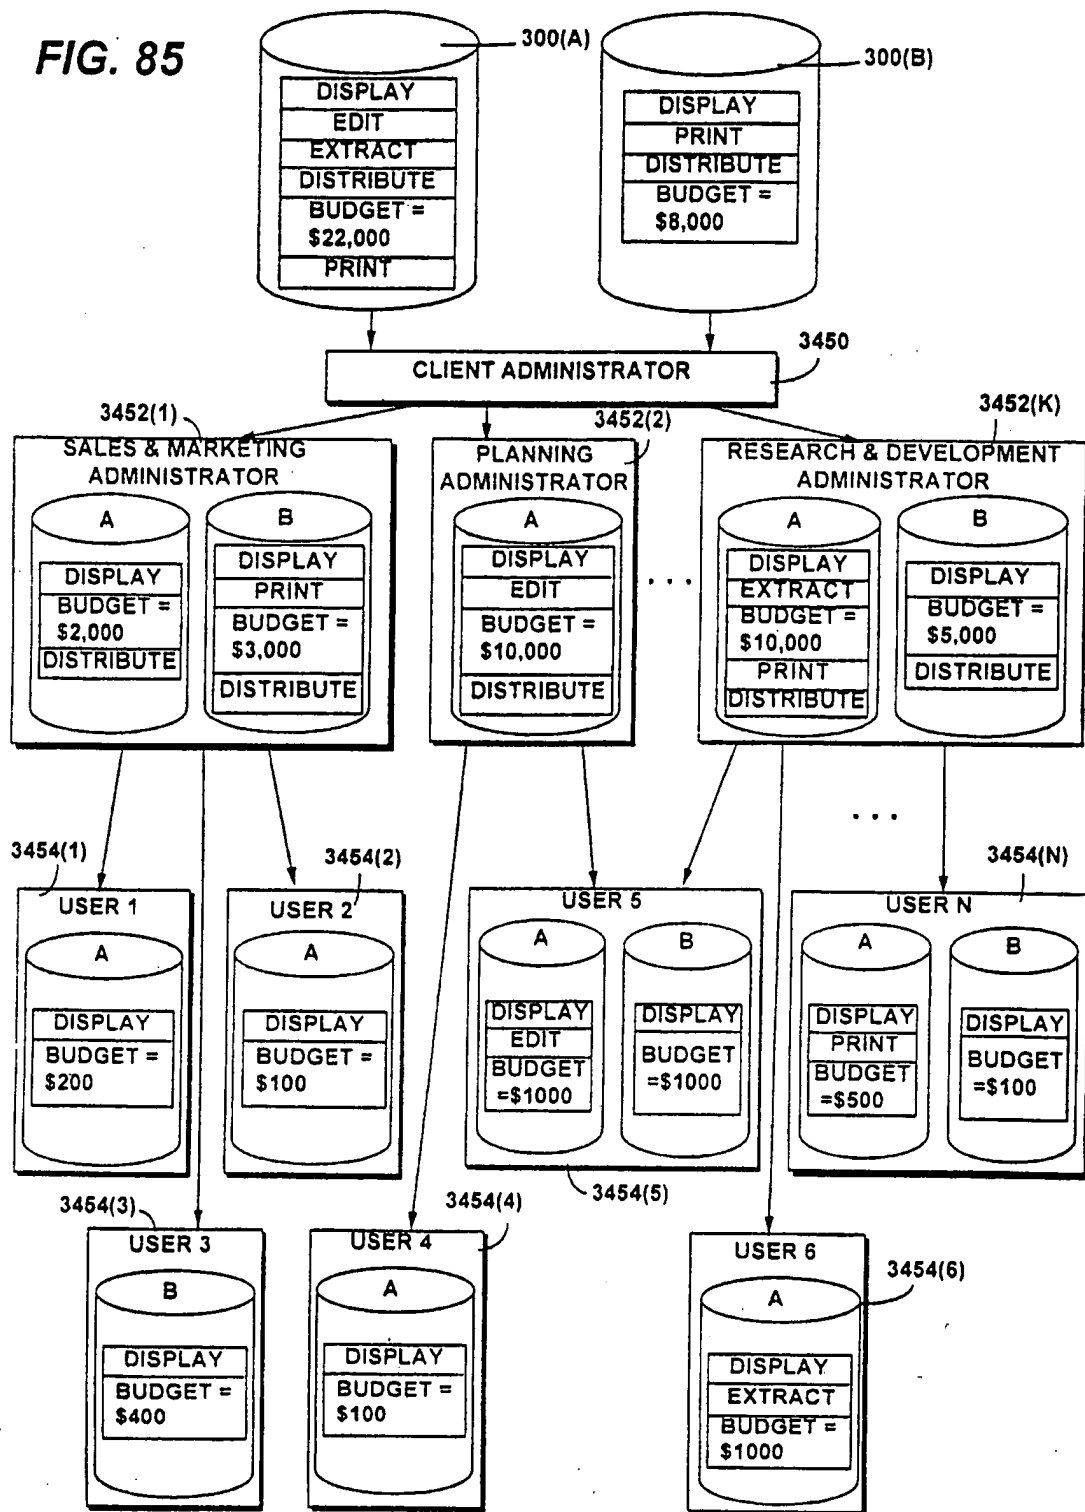 FIG. 85
300(A)
DISPLAY
EDIT
EXTRACT
DISTRIBUTE
BUDGET =
$22,000
PRINT
300(B)
DISPLAY
PRINT
DISTRIBUTE
BUDGET =
$8,000
3450
CLIENT ADMINISTRATOR
3452(1)
SALES & MARKETING
ADMINISTRATOR
A
DISPLAY
BUDGET =
$2,000
DISTRIBUTE
B
DISPLAY
PRINT
BUDGET =
$3,000
DISTRIBUTE
3452(2)
PLANNING
ADMINISTRATOR
A
DISPLAY
EDIT
BUDGET =
$10,000
DISTRIBUTE
. . .
3452(K)
RESEARCH & DEVELOPMENT
ADMINISTRATOR
A
DISPLAY
EXTRACT
BUDGET =
$10,000
PRINT
DISTRIBUTE
B
DISPLAY
BUDGET =
$5,000
DISTRIBUTE
. . .
3454(1)
USER 1
A
DISPLAY
BUDGET =
$200
3454(2)
USER 2
A
DISPLAY
BUDGET =
$100
USER 5
A
DISPLAY
EDIT
BUDGET
=$1000
B
DISPLAY
BUDGET
=$1000
3454(5)
3454(N)
USER N
A
DISPLAY
PRINT
BUDGET
=$500
B
DISPLAY
BUDGET
=$100
3454(3)
USER 3
B
DISPLAY
BUDGET =
$400
3454(4)
USER 4
A
DISPLAY
BUDGET =
$100
USER 6
3454(6)
A
DISPLAY
EXTRACT
BUDGET =
$1000